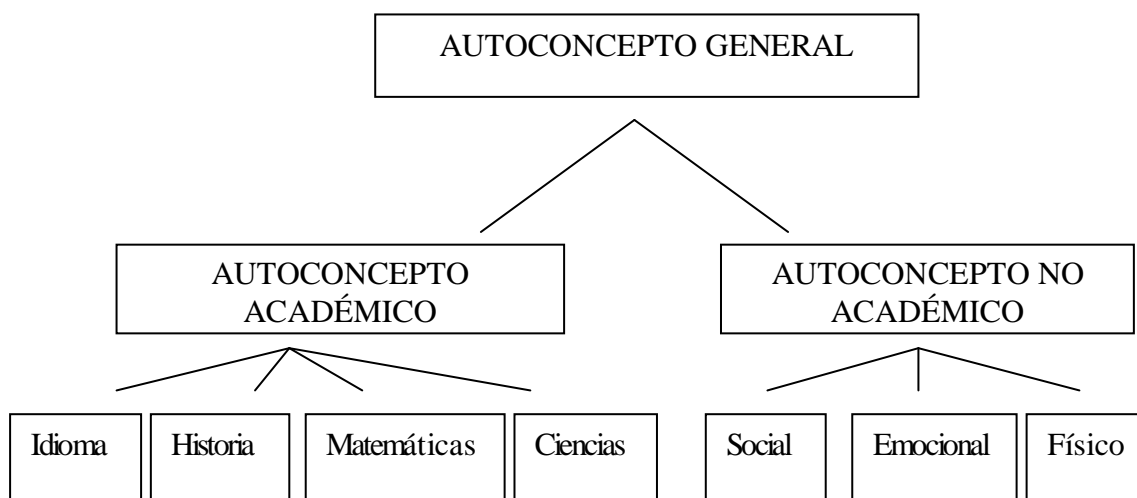 AUTOCONCEPTO GENERAL
AUTOCONCEPTO
ACADÉMICO
AUTOCONCEPTO NO
ACADÉMICO
Idioma
Historia
Matemáticas
Ciencias
Social
Emocional
Físico